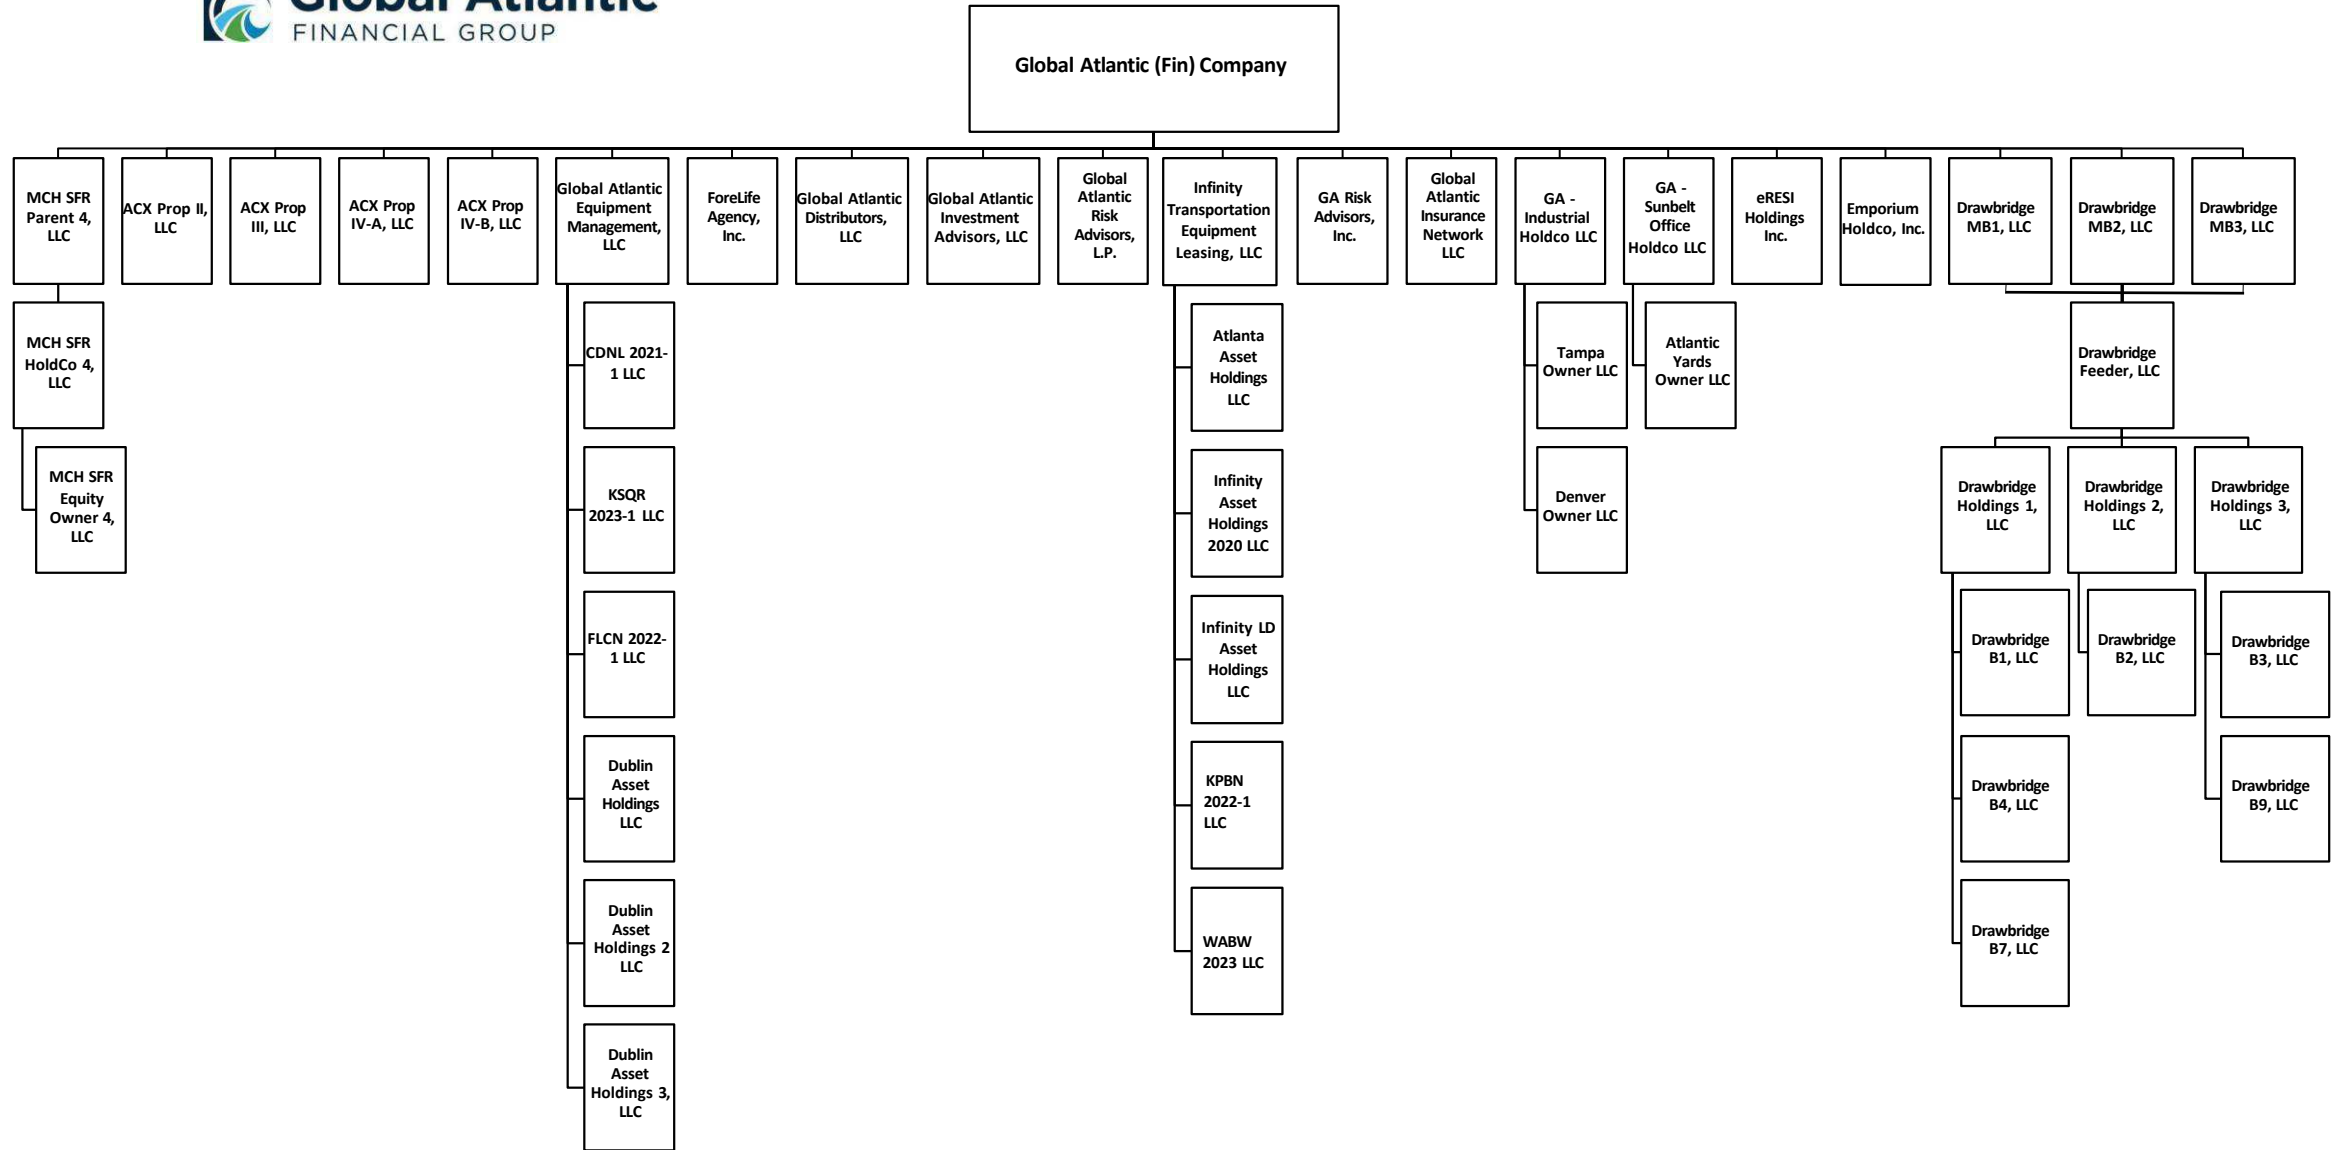 Global Atlantic
FINANCIAL GROUP
Global Atlantic (Fin) Company
MCH SFR
Parent 4,
LLC
ACX Prop II,
LLC
ACX Prop
III, LLC
ACX Prop
IV-A, LLC
ACX Prop
IV-B, LLC
Global Atlantic
Equipment
Management,
LLC
ForeLife
Agency,
Inc.
Global Atlantic
Distributors,
LLC
Global Atlantic
Investment
Advisors, LLC
Global
Atlantic
Risk
Advisors,
L.P.
Infinity
Transportation
Equipment
Leasing, LLC
GA Risk
Advisors,
Inc.
Global
Atlantic
Insurance
Network
LLC
GA -
Industrial
Holdco LLC
GA -
Sunbelt
Office
Holdco LLC
eRESI
Holdings
Inc.
Emporium
Holdco, Inc.
Drawbridge
MB1, LLC
Drawbridge
MB2, LLC
Drawbridge
MB3, LLC
MCH SFR
HoldCo 4,
LLC
MCH SFR
Equity
Owner 4,
LLC
CDNL 2021-
1 LLC
KSQR
2023-1 LLC
FLCN 2022-
1 LLC
Dublin
Asset
Holdings
LLC
Dublin
Asset
Holdings 2
LLC
Dublin
Asset
Holdings 3,
LLC
Atlanta
Asset
Holdings
LLC
Infinity
Asset
Holdings
2020 LLC
Infinity LD
Asset
Holdings
LLC
KPBN
2022-1
LLC
WABW
2023 LLC
Tampa
Owner LLC
Denver
Owner LLC
Atlantic
Yards
Owner LLC
Drawbridge
Feeder, LLC
Drawbridge
Holdings 1,
LLC
Drawbridge
Holdings 2,
LLC
Drawbridge
Holdings 3,
LLC
Drawbridge
B1, LLC
Drawbridge
B4, LLC
Drawbridge
B7, LLC
Drawbridge
B2, LLC
Drawbridge
B3, LLC
Drawbridge
B9, LLC